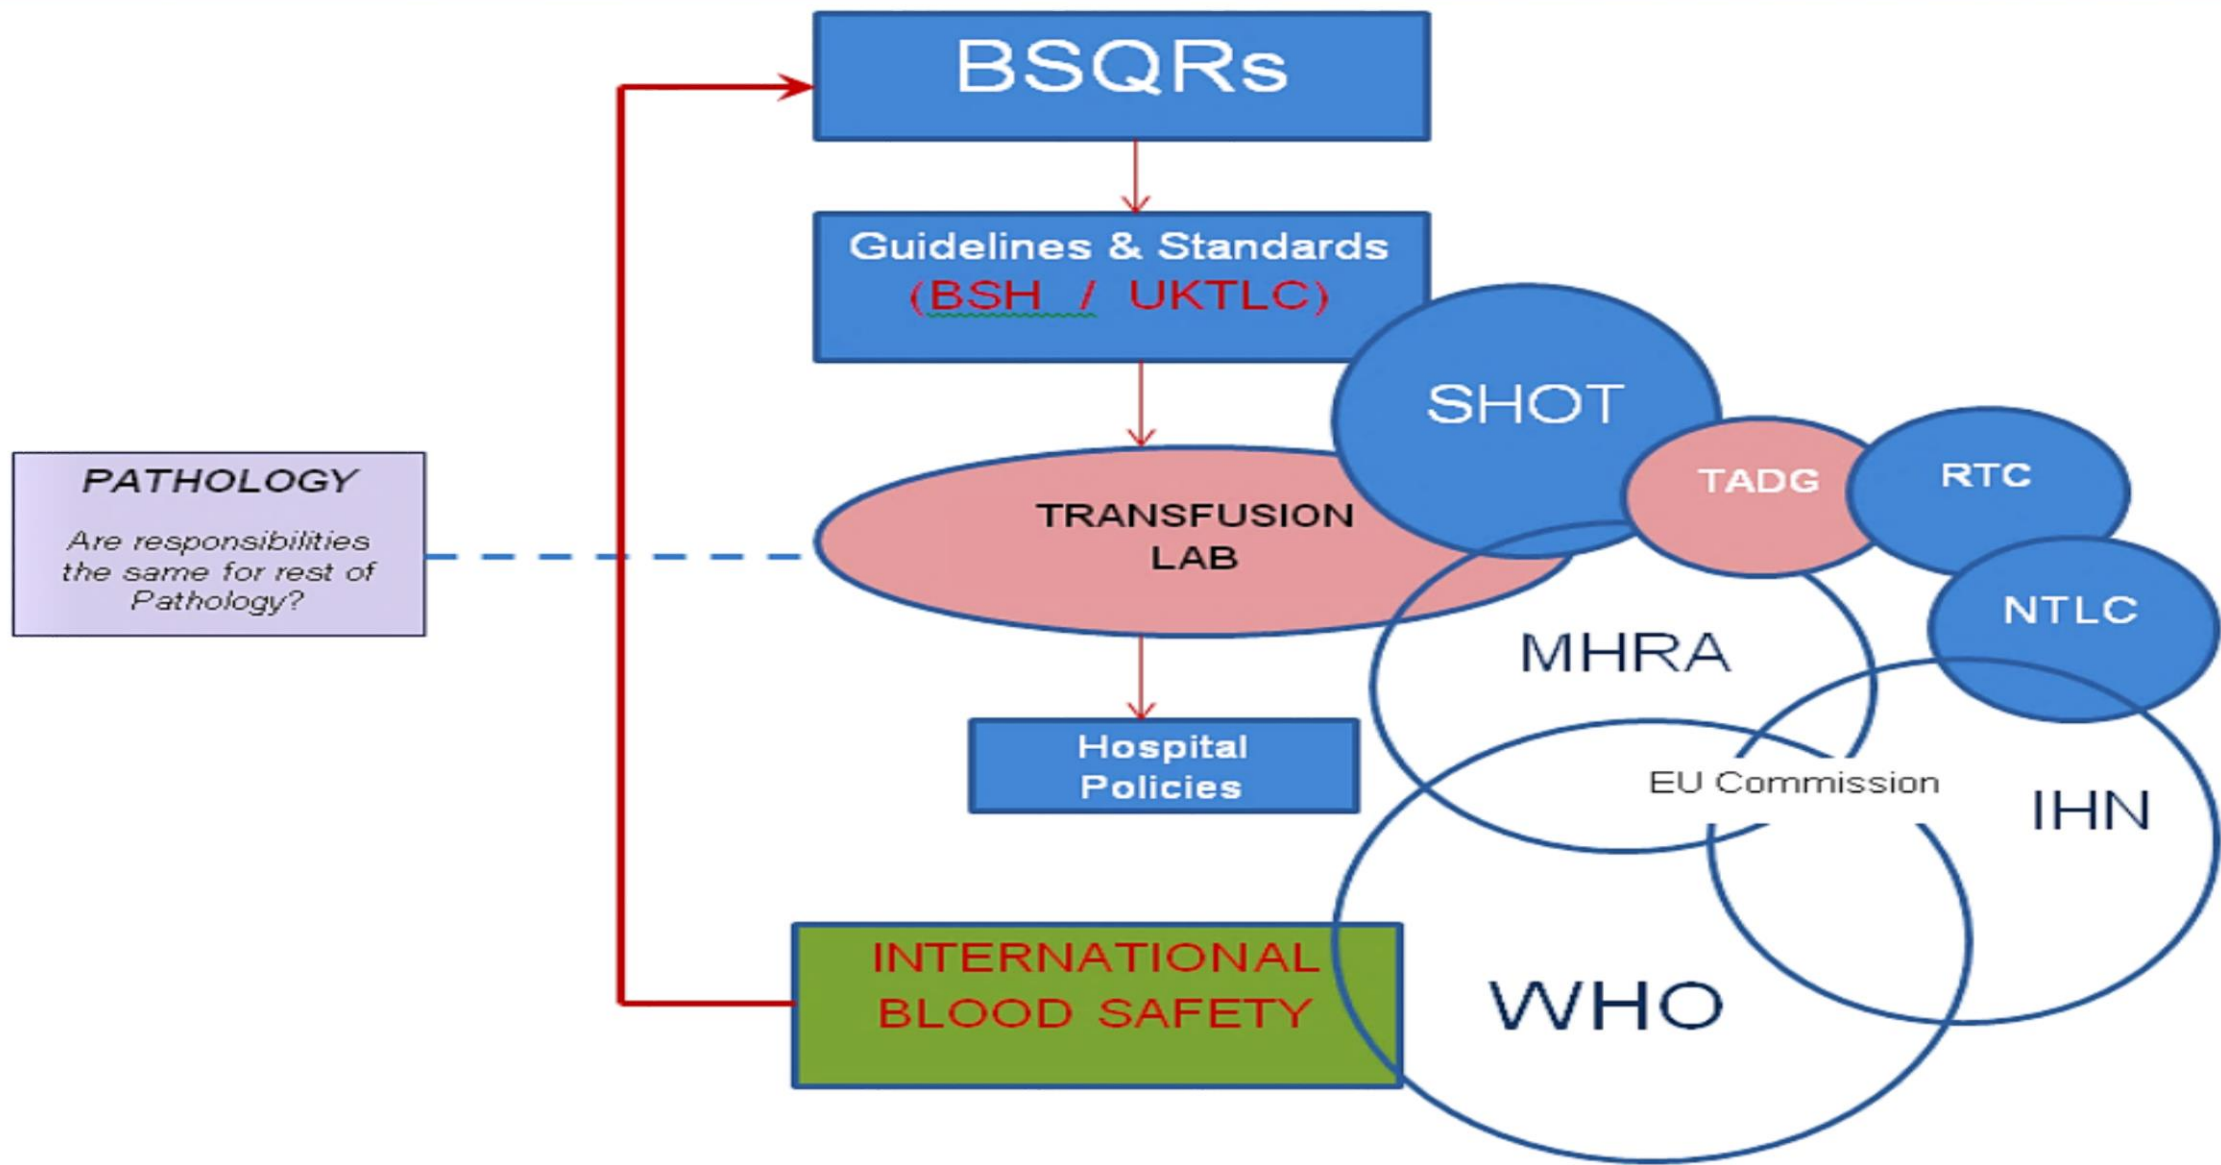 BSQRs
Guidelines & Standards
(BSH / UKTLC)
SHOT
TADG
RTC
PATHOLOGY
Are responsibilities
the same for rest of
Pathology?
TRANSFUSION
LAB
NTLC
MHRA
Hospital
Policies
EU Commission
IHN
INTERNATIONAL
BLOOD SAFETY
WHO